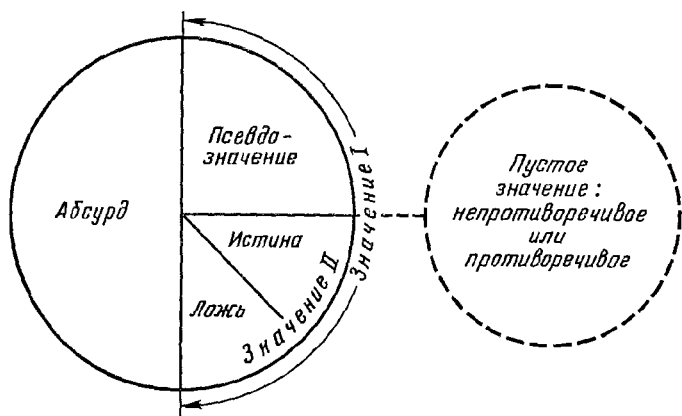 Абсурд
Псевдо-
значение
Истина
Ложь
Значение II
Значение I
Пустое
значение:
непротиворечивое
или
противоречивое